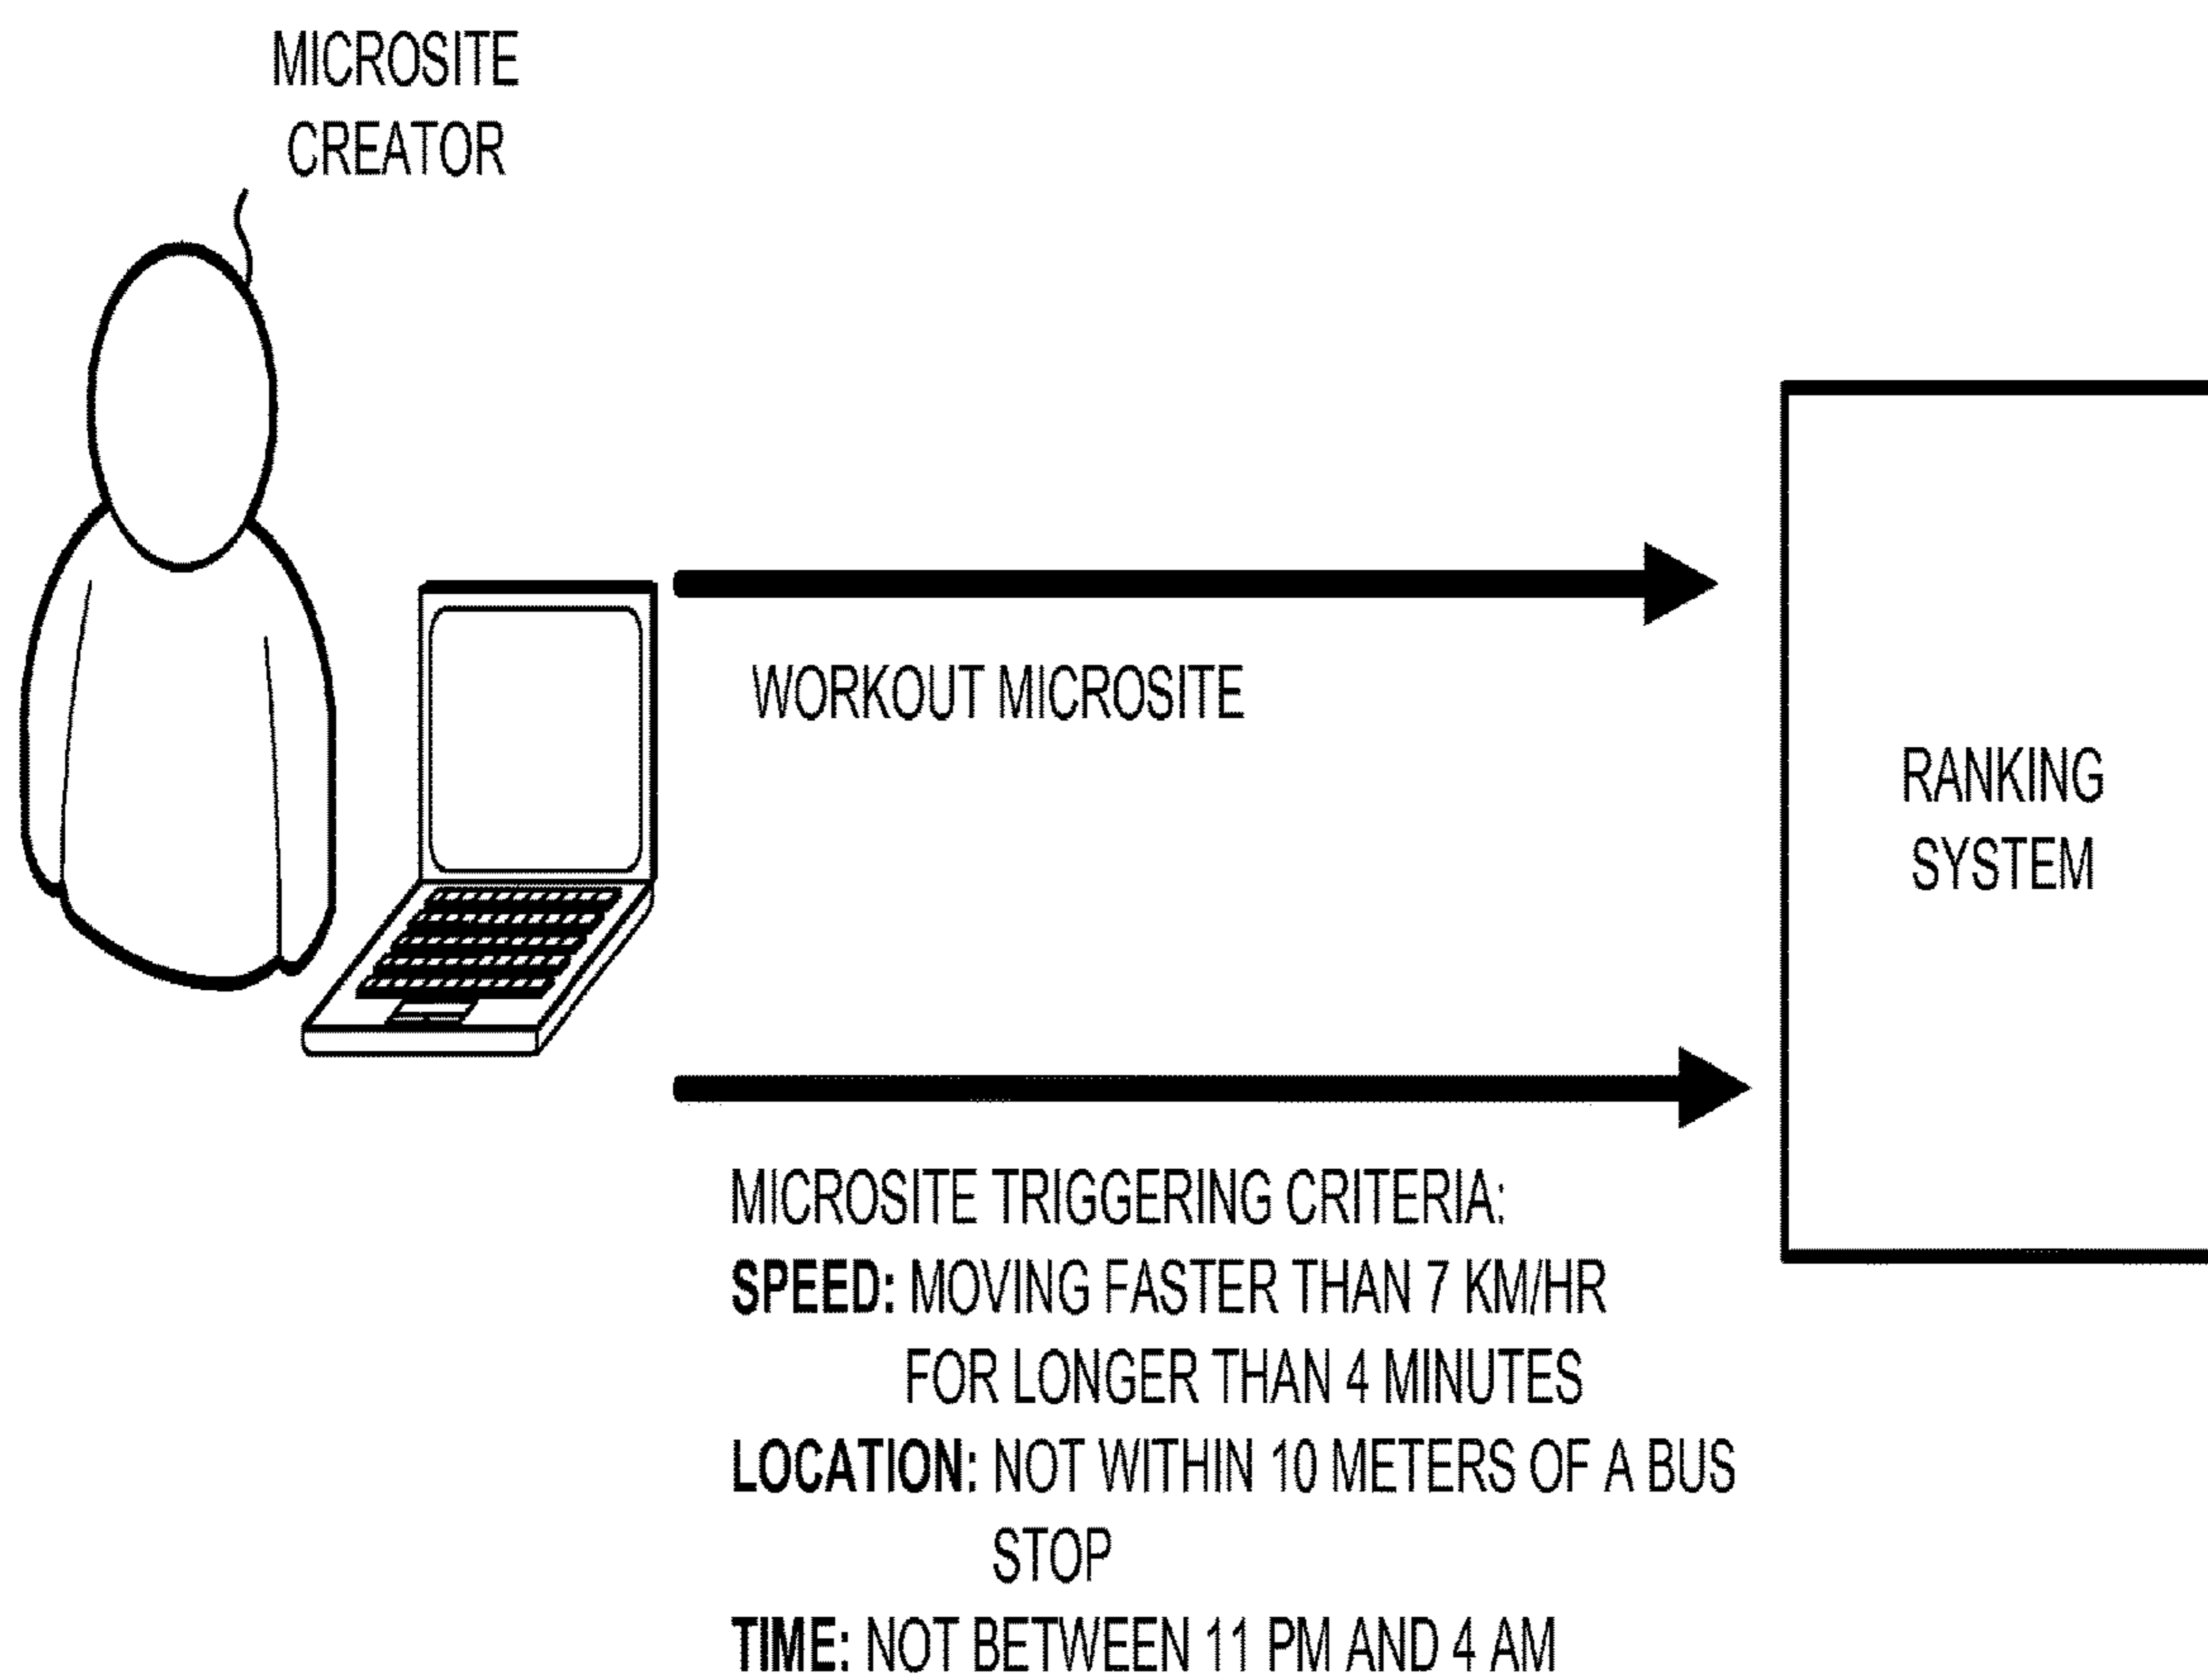 MICROSITE
CREATOR
WORKOUT MICROSITE
RANKING
SYSTEM
MICROSITE TRIGGERING CRITERIA:
SPEED: MOVING FASTER THAN 7 KM/HR
FOR LONGER THAN 4 MINUTES
LOCATION: NOT WITHIN 10 METERS OF A BUS
STOP
TIME: NOT BETWEEN 11 PM AND 4 AM